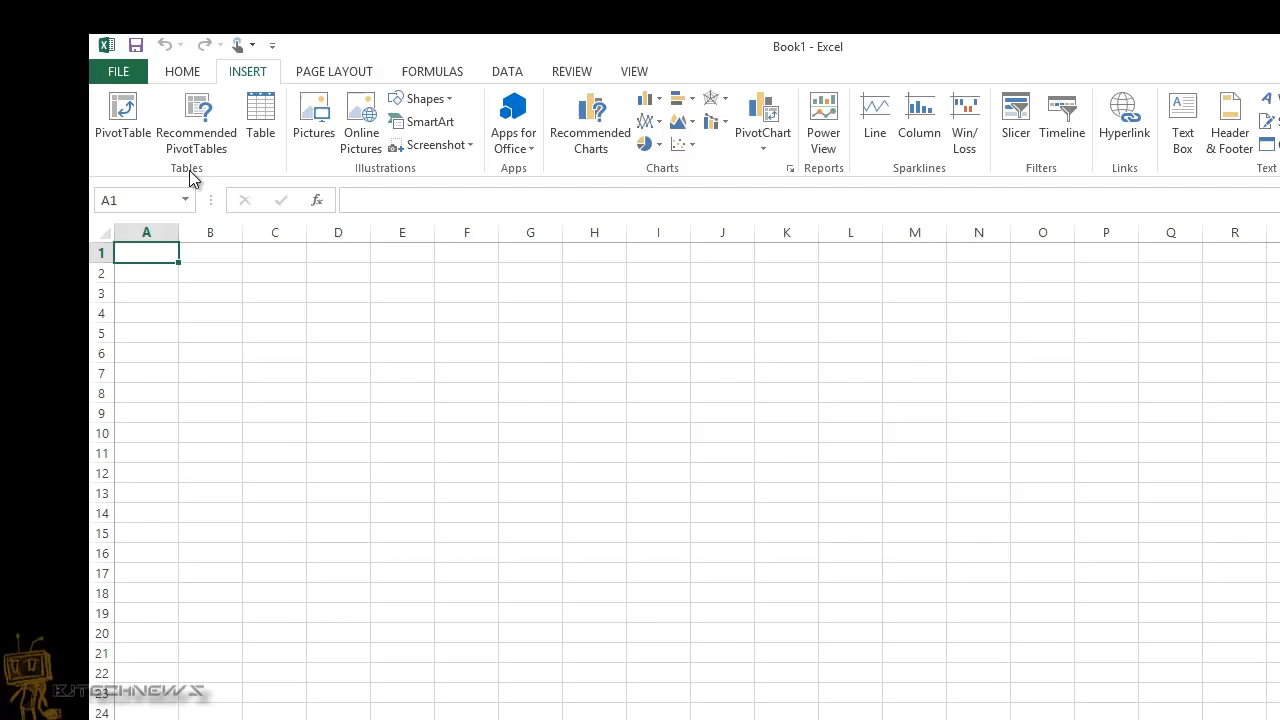 Book1 - Excel
FILE HOME INSERT PAGE LAYOUT FORMULAS DATA REVIEW VIEW
PivotTable
Recommended
PivotTables
Table
Tables
Pictures
Online
Pictures
Shapes
SmartArt
Screenshot
Illustrations
Apps for
Office
Apps
Recommended
Charts
PivotChart
Charts
Power
View
Reports
Line
Column
Win/
Loss
Sparklines
Slicer
Timeline
Filters
Hyperlink
Links
Text
Box
Header
& Footer
Text
A1
fx
A B C D E F G H I J K L M N O P Q R
1
2
3
4
5
6
7
8
9
10
11
12
13
14
15
16
17
18
19
20
21
22
23
24
BJTECHNEWS